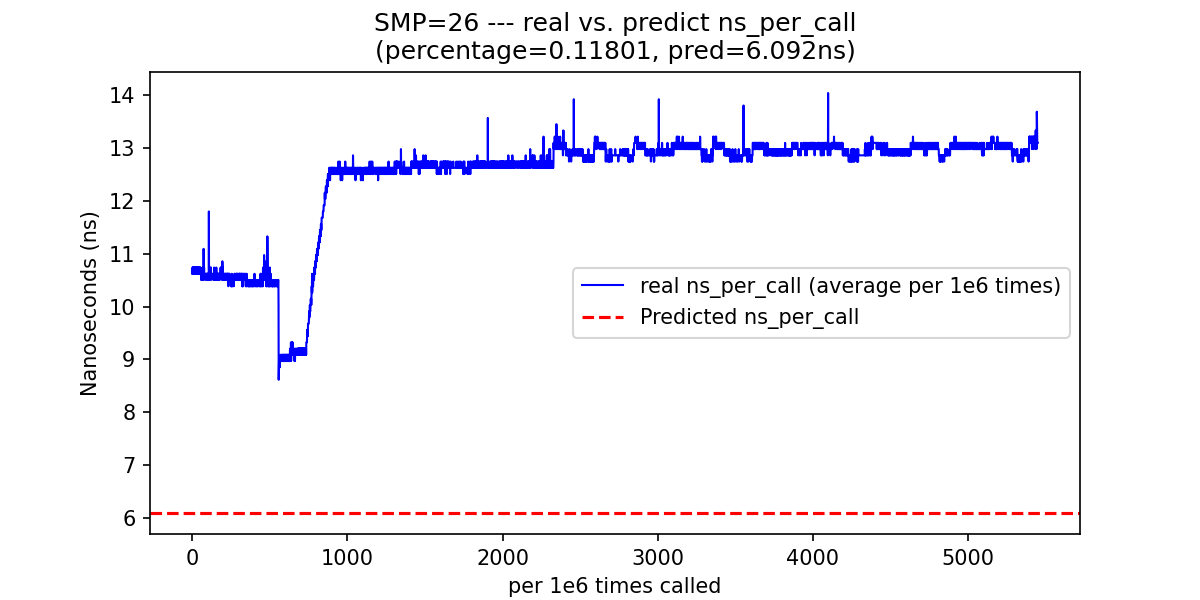 SMP=26 --- real vs. predict ns_per_call
(percentage=0.11801, pred=6.092ns)
14
13
12
11
10
9
8
7
6
Nanoseconds (ns)
real ns_per_call (average per 1e6 times)
Predicted ns_per_call
0 1000 2000 3000 4000 5000
per 1e6 times called